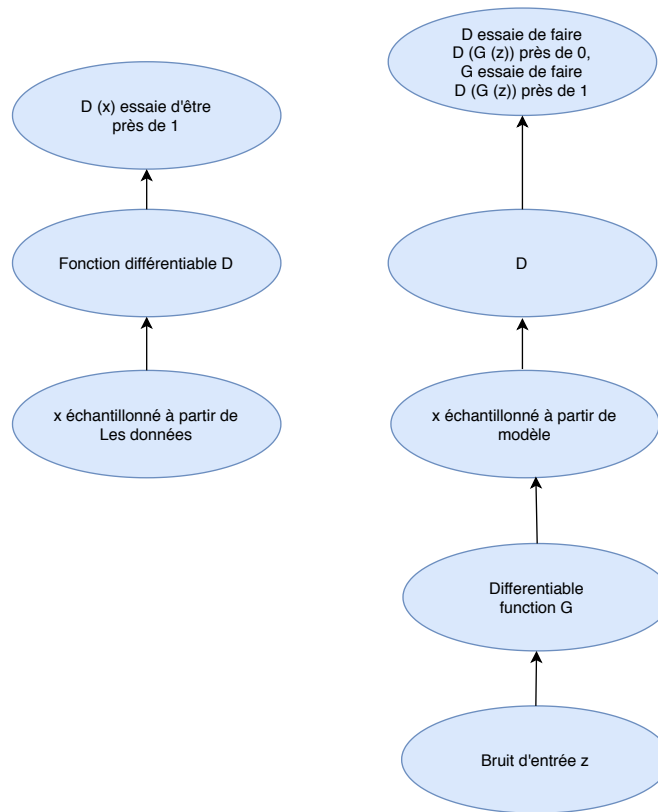 D (x) essaie d'être
près de 1
Fonction différentiable D
x échantillonné à partir de
Les données
D essaie de faire
D (G (z)) près de 0,
G essaie de faire
D (G (z)) près de 1
D
x échantillonné à partir de
modèle
Differentiable
function G
Bruit d'entrée z